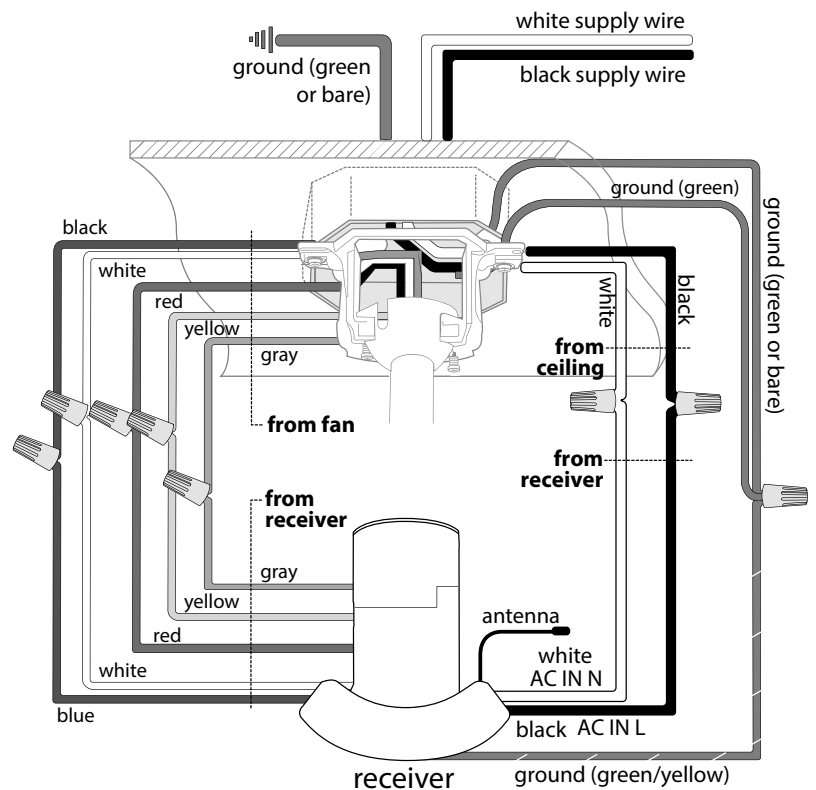 white supply wire
ground (green
or bare)
black supply wire
ground (green)
black
white
red
yellow
gray
white
black
ground (green or bare)
from
ceiling
from fan
from
receiver
from
receiver
gray
yellow
red
white
blue
antenna
white
AC IN N
black AC IN L
receiver
ground (green/yellow)